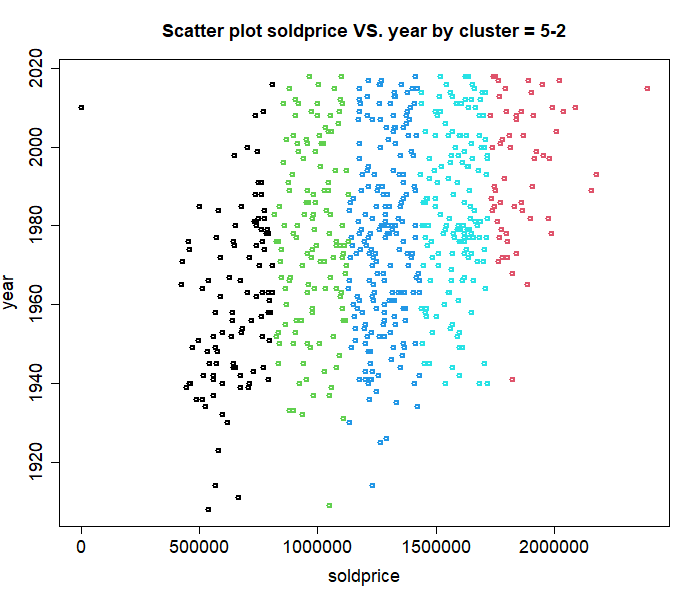 Scatter plot soldprice VS. year by cluster = 5-2
2020
2000
1980
1960
1940
1920
year
0 500000 1000000 1500000 2000000
soldprice